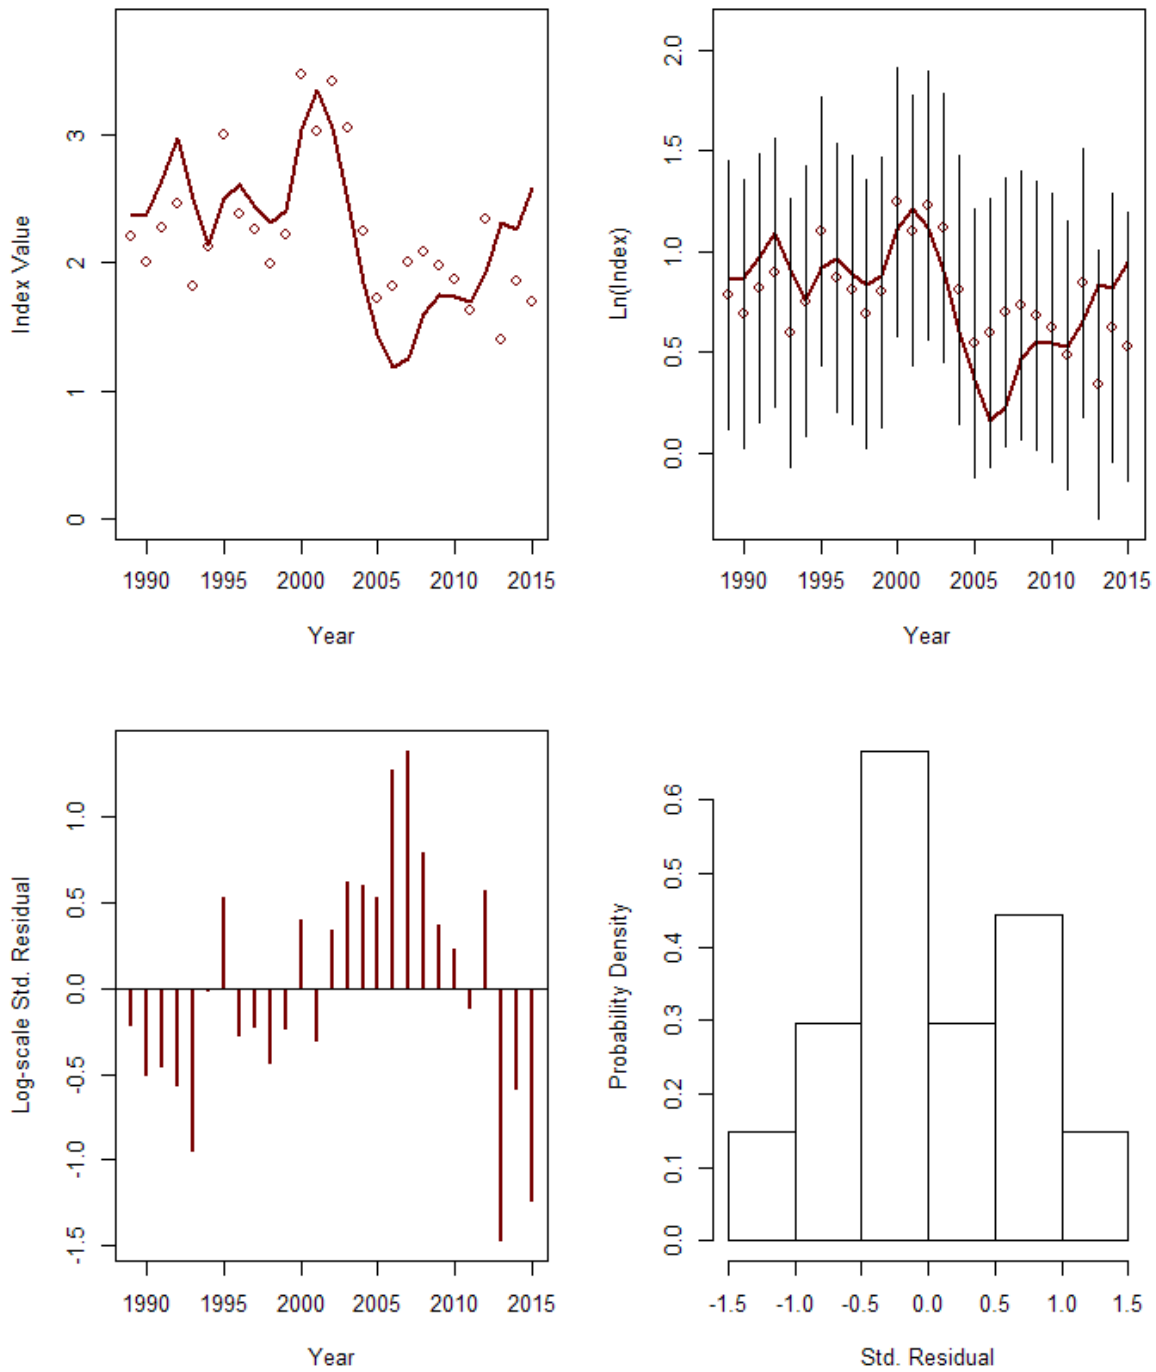 Index Value
3
2
1
0
1990 1995 2000 2005 2010 2015
Year
Ln(Index)
2.0
1.5
1.0
0.5
0.0
1990 1995 2000 2005 2010 2015
Year
Log-scale Std. Residual
1.0
0.5
0.0
-0.5
-1.0
-1.5
1990 1995 2000 2005 2010 2015
Year
Probability Density
0.6
0.5
0.4
0.3
0.2
0.1
0.0
-1.5 -1.0 -0.5 0.0 0.5 1.0 1.5
Std. Residual